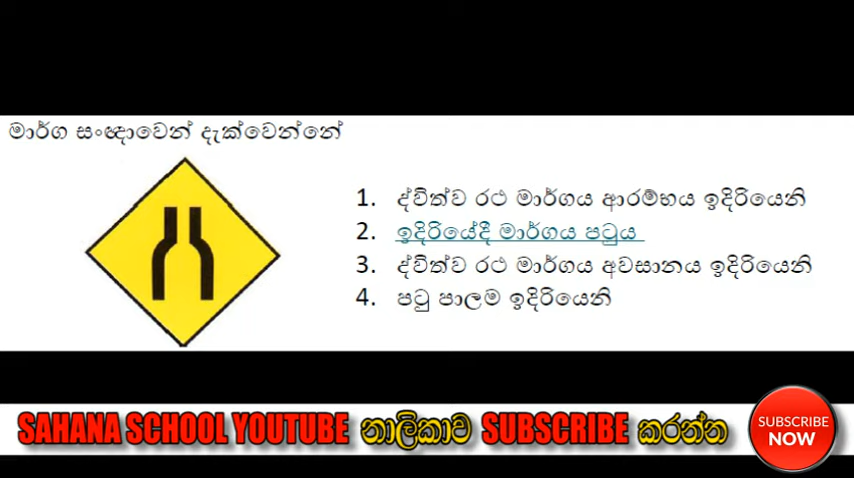 මාර්ග සංඥාවෙන් දැක්වෙන්නේ
1. ද්විත්ව රථ මාර්ගය ආරම්භය ඉදිරියෙනි
2. ඉදිරියේදී මාර්ගය පටුය
3. ද්විත්ව රථ මාර්ගය අවසානය ඉදිරියෙනි
4. පටු පාලම ඉදිරියෙනි
SAHANA SCHOOL YOUTUBE නාලිකාව SUBSCRIBE කරන්න
SUBSCRIBE
NOW